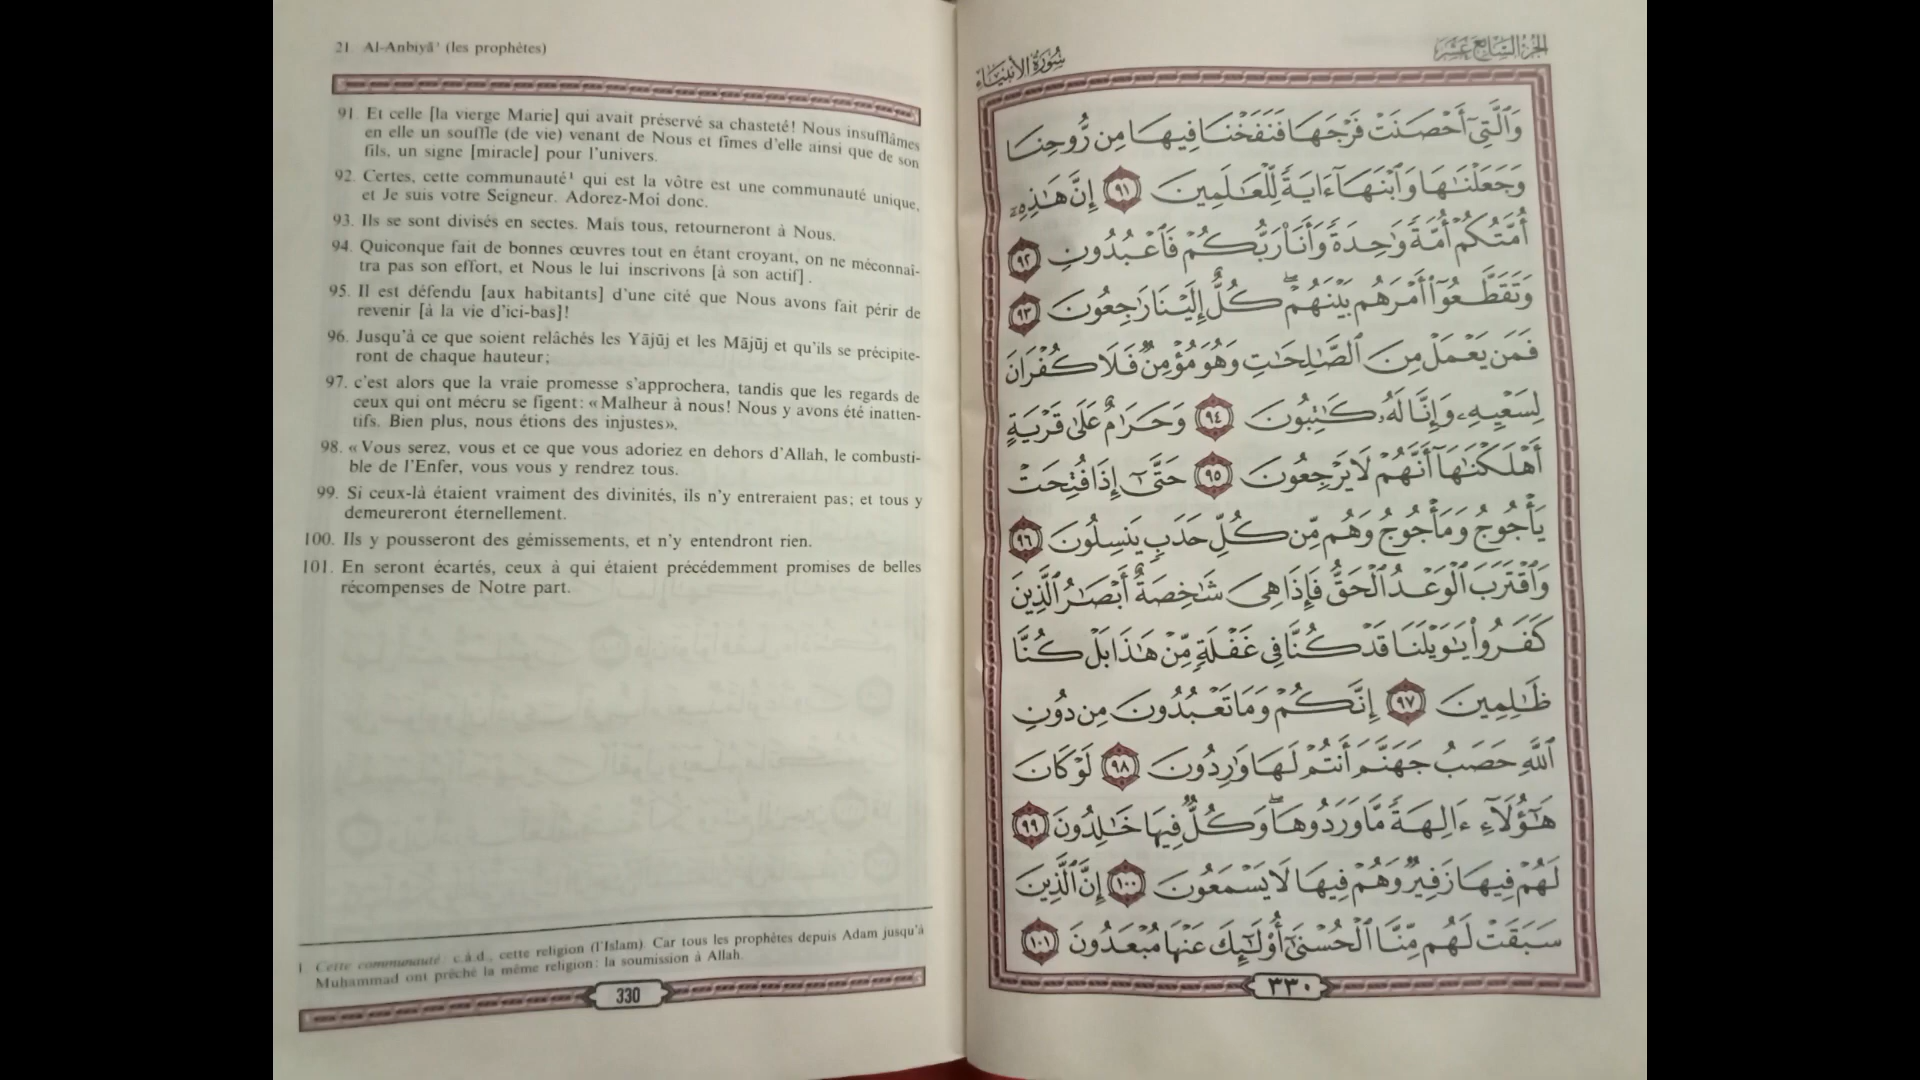 21. Al-Anbiyā' (les prophètes)
91. Et celle [la vierge Marie] qui avait préservé sa chasteté! Nous insufflâmes
en elle un souffle (de vie) venant de Nous et fîmes d'elle ainsi que de son
fils, un signe [miracle] pour l'univers.
92. Certes, cette communauté¹ qui est la vôtre est une communauté unique,
et Je suis votre Seigneur. Adorez-Moi donc.
93. Ils se sont divisés en sectes. Mais tous, retourneront à Nous.
94. Quiconque fait de bonnes œuvres tout en étant croyant, on ne méconnaî-
tra pas son effort, et Nous le lui inscrivons [à son actif].
95. Il est défendu [aux habitants] d'une cité que Nous avons fait périr de
revenir [à la vie d'ici-bas]!
96. Jusqu'à ce que soient relâchés les Yājūj et les Mājūj et qu'ils se précipite-
ront de chaque hauteur;
97. c'est alors que la vraie promesse s'approchera, tandis que les regards de
ceux qui ont mécru se figent: «Malheur à nous! Nous y avons été inatten-
tifs. Bien plus, nous étions des injustes».
98. «Vous serez, vous et ce que vous adoriez en dehors d'Allah, le combusti-
ble de l'Enfer, vous vous y rendrez tous.
99. Si ceux-là étaient vraiment des divinités, ils n'y entreraient pas; et tous y
demeureront éternellement.
100. Ils y pousseront des gémissements, et n'y entendront rien.
101. En seront écartés, ceux à qui étaient précédemment promises de belles
récompenses de Notre part.
1 Cette communauté: c.à.d., cette religion (l'Islam). Car tous les prophètes depuis Adam jusqu'à
Muhammad ont prêché la même religion: la soumission à Allah.
330
الجزء السابع عشر
سُورَةُ الأَنبِيَاء
وَٱلَّتِىٓ أَحْصَنَتْ فَرْجَهَا فَنَفَخْنَا فِيهَا مِن رُّوحِنَا
وَجَعَلْنَٰهَا وَٱبْنَهَآ ءَايَةً لِّلْعَٰلَمِينَ ٩١ إِنَّ هَٰذِهِۦٓ
أُمَّتُكُمْ أُمَّةً وَٰحِدَةً وَأَنَا۠ رَبُّكُمْ فَٱعْبُدُونِ ٩٢
وَتَقَطَّعُوٓا۟ أَمْرَهُم بَيْنَهُمْ ۖ كُلٌّ إِلَيْنَا رَٰجِعُونَ ٩٣
فَمَن يَعْمَلْ مِنَ ٱلصَّٰلِحَٰتِ وَهُوَ مُؤْمِنٌ فَلَا كُفْرَانَ
لِسَعْيِهِۦ وَإِنَّا لَهُۥ كَٰتِبُونَ ٩٤ وَحَرَٰمٌ عَلَىٰ قَرْيَةٍ
أَهْلَكْنَٰهَآ أَنَّهُمْ لَا يَرْجِعُونَ ٩٥ حَتَّىٰٓ إِذَا فُتِحَتْ
يَأْجُوجُ وَمَأْجُوجُ وَهُم مِّن كُلِّ حَدَبٍ يَنسِلُونَ ٩٦
وَٱقْتَرَبَ ٱلْوَعْدُ ٱلْحَقُّ فَإِذَا هِىَ شَٰخِصَةٌ أَبْصَٰرُ ٱلَّذِينَ
كَفَرُوا۟ يَٰوَيْلَنَا قَدْ كُنَّا فِى غَفْلَةٍ مِّنْ هَٰذَا بَلْ كُنَّا
ظَٰلِمِينَ ٩٧ إِنَّكُمْ وَمَا تَعْبُدُونَ مِن دُونِ
ٱللَّهِ حَصَبُ جَهَنَّمَ أَنتُمْ لَهَا وَٰرِدُونَ ٩٨ لَوْ كَانَ
هَٰٓؤُلَآءِ ءَالِهَةً مَّا وَرَدُوهَا ۖ وَكُلٌّ فِيهَا خَٰلِدُونَ ٩٩
لَهُمْ فِيهَا زَفِيرٌ وَهُمْ فِيهَا لَا يَسْمَعُونَ ١٠٠ إِنَّ ٱلَّذِينَ
سَبَقَتْ لَهُم مِّنَّا ٱلْحُسْنَىٰٓ أُو۟لَٰٓئِكَ عَنْهَا مُبْعَدُونَ ١٠١
٣٣٠